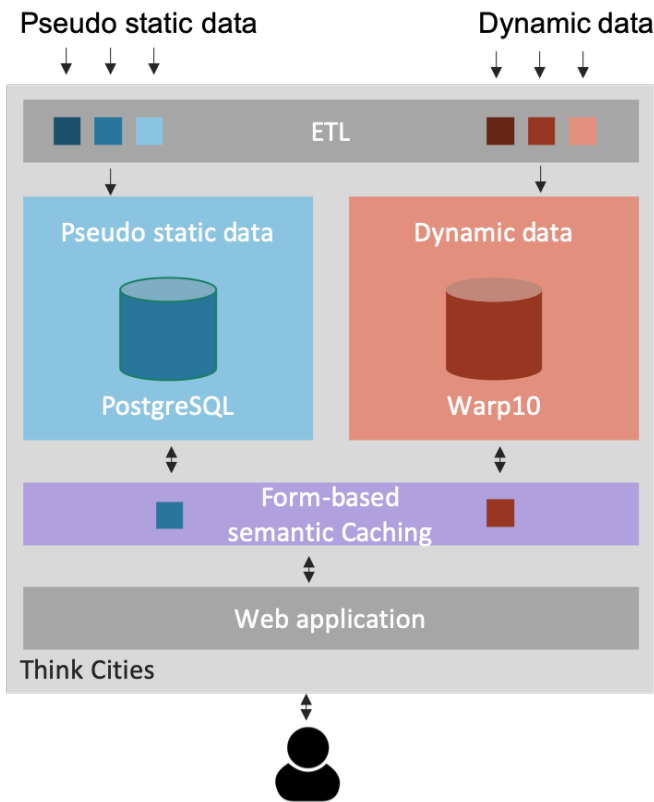 Pseudo static data
Dynamic data
ETL
Pseudo static data
Dynamic data
PostgreSQL
Warp10
Form-based
semantic Caching
Web application
Think Cities